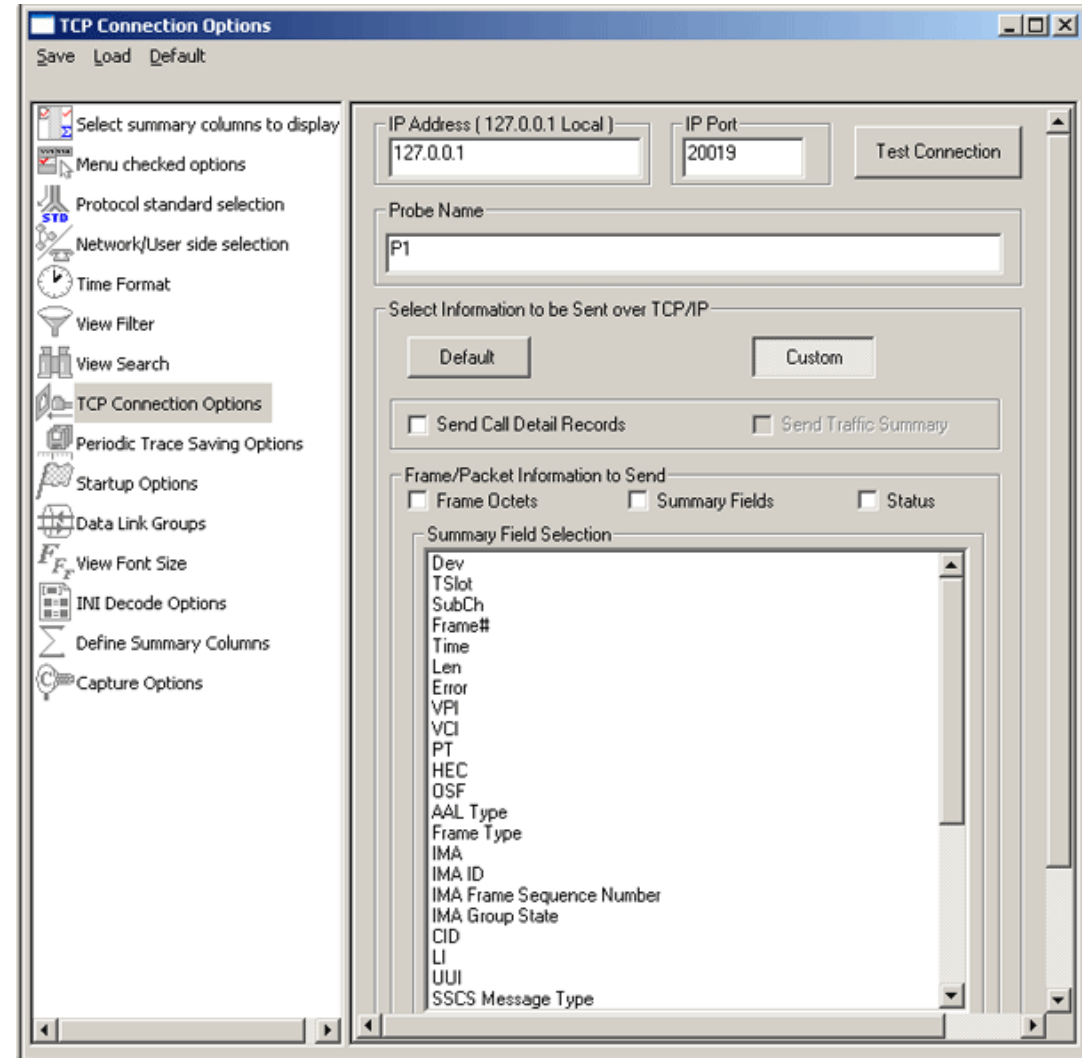 TCP Connection Options
Save Load Default
Select summary columns to display
Menu checked options
Protocol standard selection
Network/User side selection
Time Format
View Filter
View Search
TCP Connection Options
Periodic Trace Saving Options
Startup Options
Data Link Groups
View Font Size
INI Decode Options
Define Summary Columns
Capture Options
IP Address ( 127.0.0.1 Local )
127.0.0.1
IP Port
20019
Test Connection
Probe Name
P1
Select Information to be Sent over TCP/IP
Default Custom
Send Call Detail Records Send Traffic Summary
Frame/Packet Information to Send
Frame Octets Summary Fields Status
Summary Field Selection
Dev
TSlot
SubCh
Frame#
Time
Len
Error
VPI
VCI
PT
HEC
OSF
AAL Type
Frame Type
IMA
IMA ID
IMA Frame Sequence Number
IMA Group State
CID
LI
UUI
SSCS Message Type